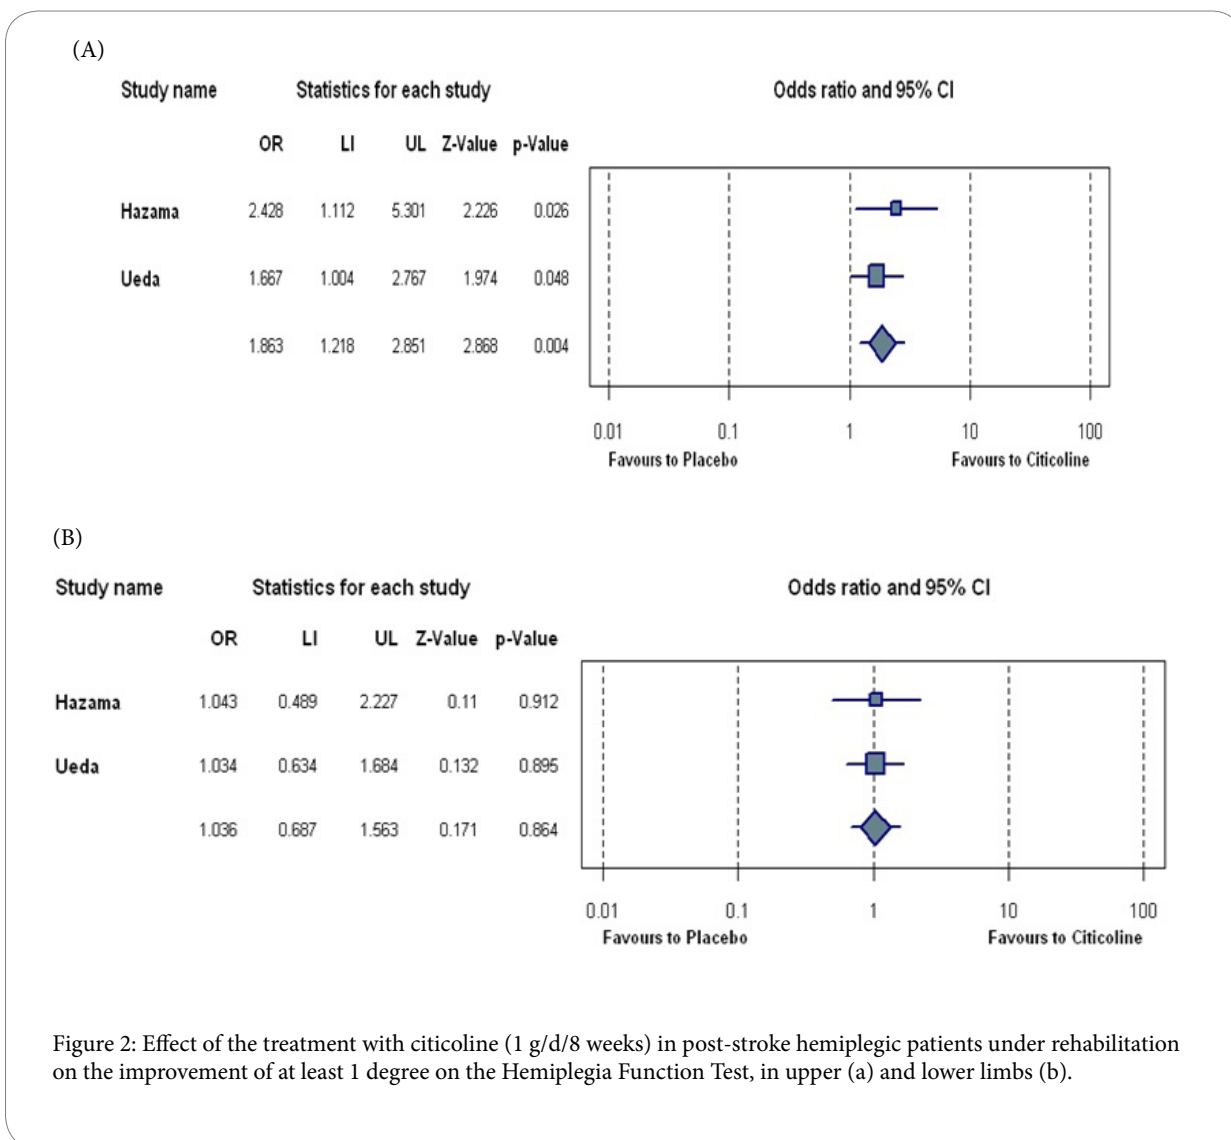 (A)
Study name Statistics for each study Odds ratio and 95% CI
OR LI UL Z-Value p-Value
Hazama 2.428 1.112 5.301 2.226 0.026
Ueda 1.667 1.004 2.767 1.974 0.048
1.863 1.218 2.851 2.868 0.004
0.01 0.1 1 10 100
Favours to Placebo Favours to Citicoline
(B)
Study name Statistics for each study Odds ratio and 95% CI
OR LI UL Z-Value p-Value
Hazama 1.043 0.489 2.227 0.11 0.912
Ueda 1.034 0.634 1.684 0.132 0.895
1.036 0.687 1.563 0.171 0.864
0.01 0.1 1 10 100
Favours to Placebo Favours to Citicoline
Figure 2: Effect of the treatment with citicoline (1 g/d/8 weeks) in post-stroke hemiplegic patients under rehabilitation
on the improvement of at least 1 degree on the Hemiplegia Function Test, in upper (a) and lower limbs (b).